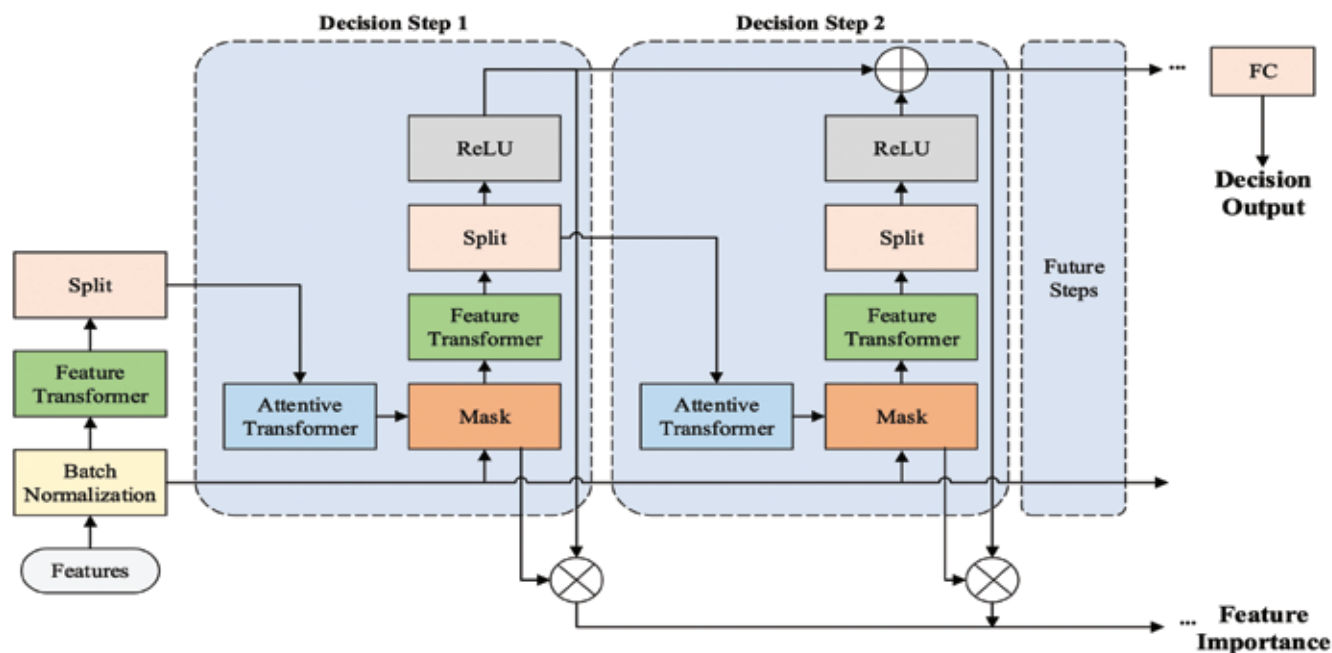 Decision Step 1
Decision Step 2
ReLU
ReLU
...
FC
Decision
Output
Split
Split
Split
Feature
Transformer
Feature
Transformer
Feature
Transformer
Future
Steps
Attentive
Transformer
Mask
Attentive
Transformer
Mask
Batch
Normalization
Features
...
Feature
Importance